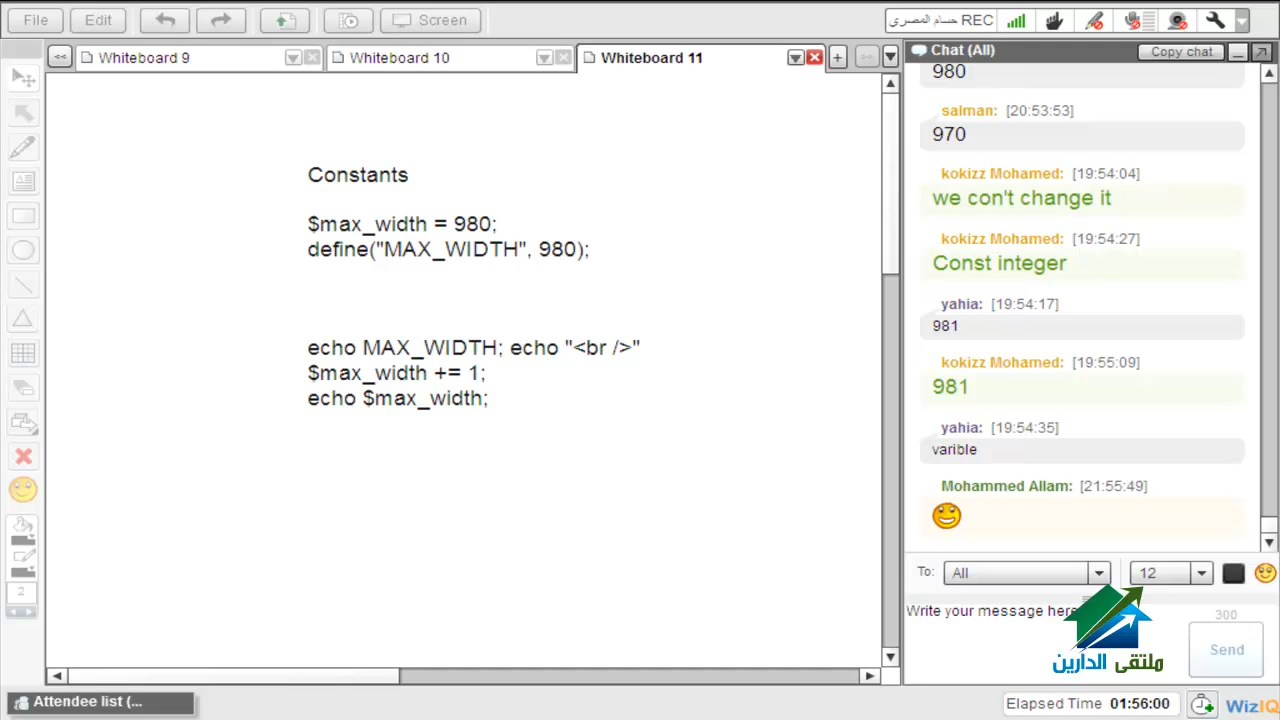 File
Edit
Screen
حسام المصري REC
<<
Whiteboard 9
Whiteboard 10
Whiteboard 11
Constants
$max_width = 980;
define("MAX_WIDTH", 980);
echo MAX_WIDTH; echo "<br />"
$max_width += 1;
echo $max_width;
2
Chat (All)
Copy chat
980
saiman: [20:53:53]
970
kokizz Mohamed: [19:54:04]
we con't change it
kokizz Mohamed: [19:54:27]
Const integer
yahia: [19:54:17]
981
kokizz Mohamed: [19:55:09]
981
yahia: [19:54:35]
varible
Mohammed Allam: [21:55:49]
To:
All
12
Write your message here
300
Send
ملتقى الدارين
Attendee list (...
Elapsed Time 01:56:00
WizIQ